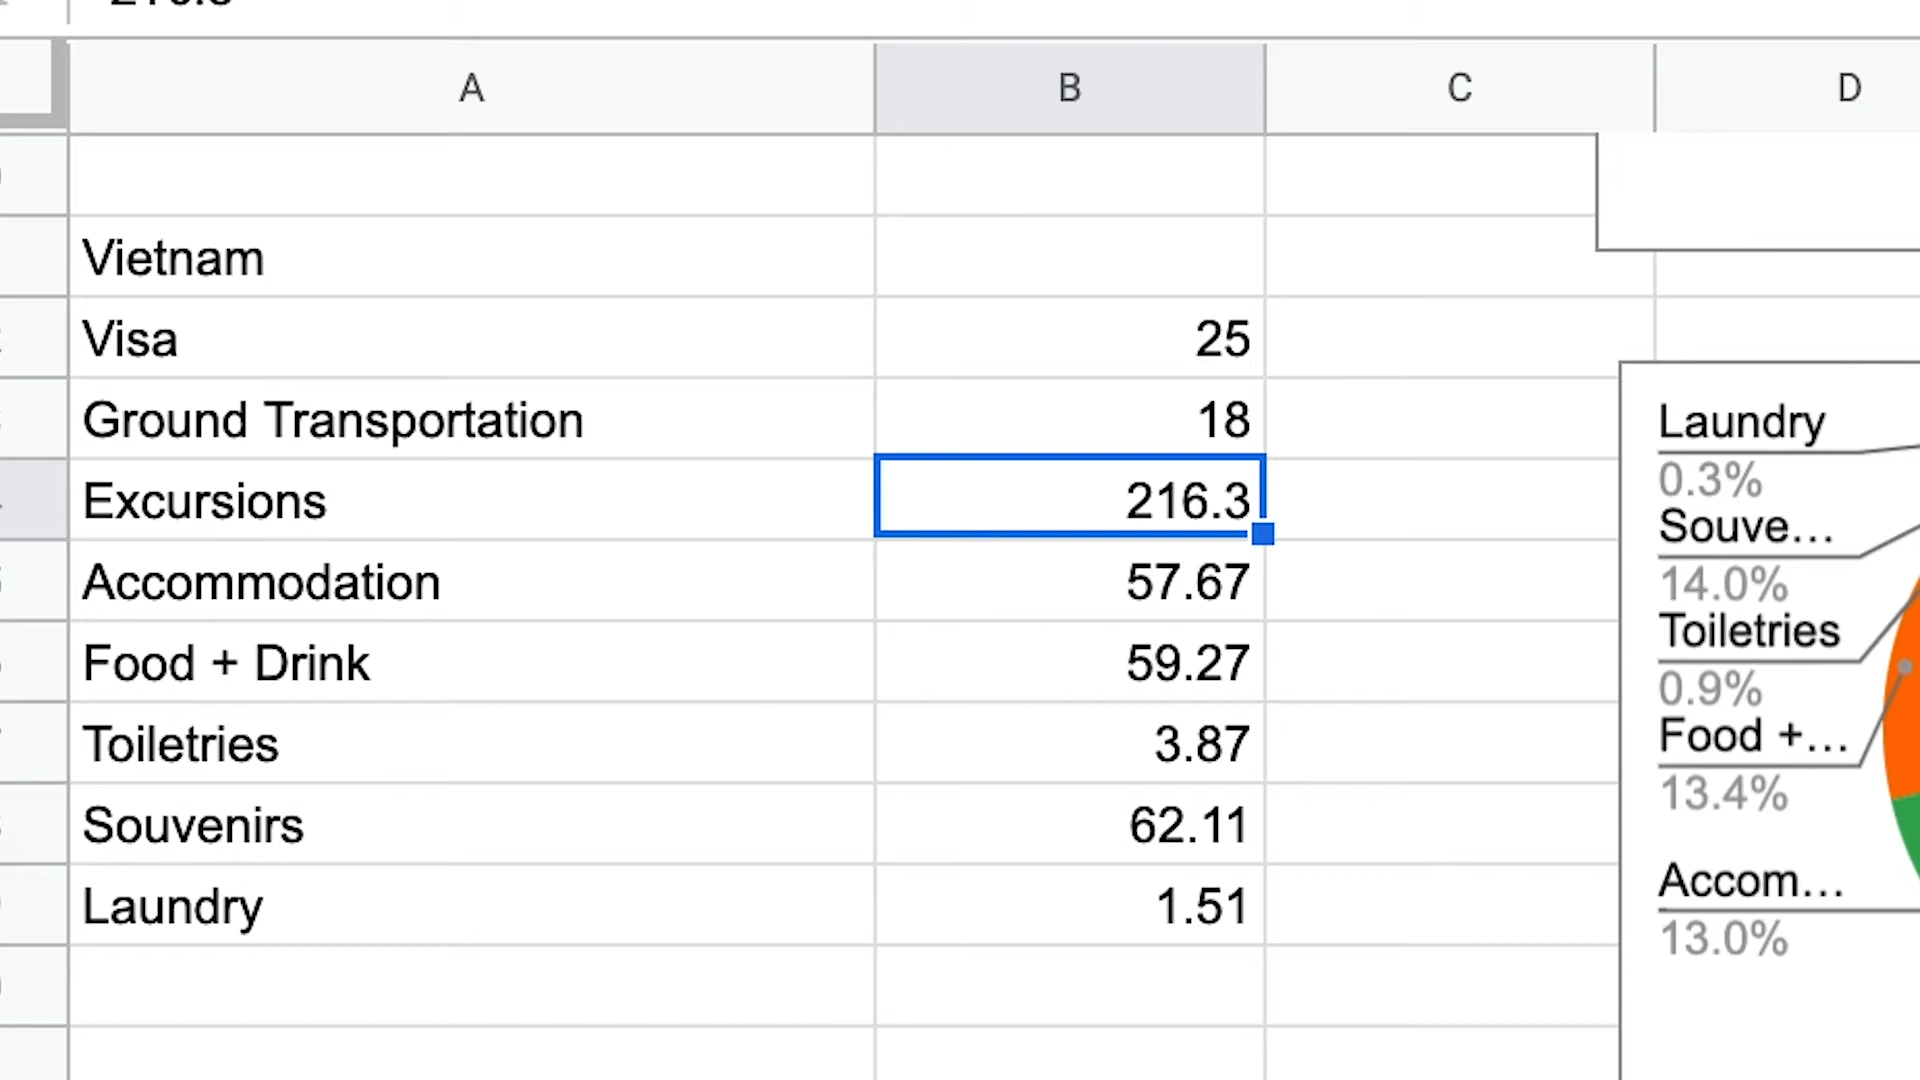 A B C D
Vietnam
Visa 25
Ground Transportation 18
Excursions 216.3
Accommodation 57.67
Food + Drink 59.27
Toiletries 3.87
Souvenirs 62.11
Laundry 1.51
Laundry
0.3%
Souve...
14.0%
Toiletries
0.9%
Food +...
13.4%
Accom...
13.0%